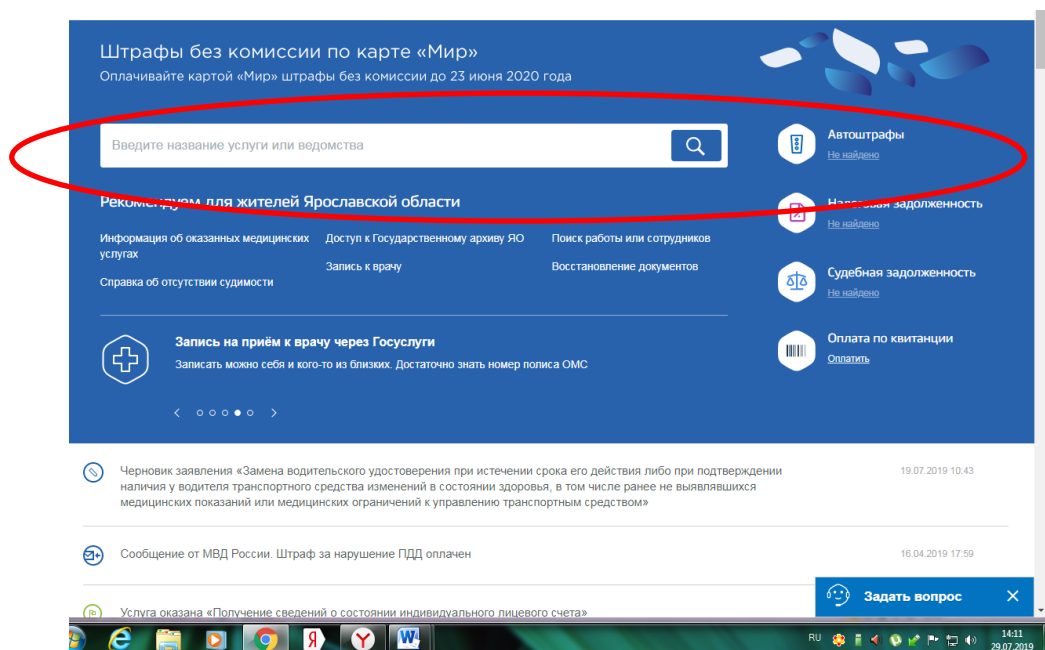 Штрафы без комиссии по карте «Мир»
Оплачивайте картой «Мир» штрафы без комиссии до 23 июня 2020 года
Введите название услуги или ведомства
Автоштрафы
Не найдено
Рекомендуем для жителей Ярославской области
Налоговая задолженность
Не найдено
Информация об оказанных медицинских услугах
Доступ к Государственному архиву ЯО
Поиск работы или сотрудников
Справка об отсутствии судимости
Запись к врачу
Восстановление документов
Судебная задолженность
Не найдено
Запись на приём к врачу через Госуслуги
Записать можно себя и кого-то из близких. Достаточно знать номер полиса ОМС
Оплата по квитанции
Оплатить
Черновик заявления «Замена водительского удостоверения при истечении срока его действия либо при подтверждении
наличия у водителя транспортного средства изменений в состоянии здоровья, в том числе ранее не выявлявшихся
медицинских показаний или медицинских ограничений к управлению транспортным средством»
19.07.2019 10:43
Сообщение от МВД России. Штраф за нарушение ПДД оплачен
16.04.2019 17:59
Услуга оказана «Получение сведений о состоянии индивидуального лицевого счета»
Задать вопрос
RU
14:11
29.07.2019